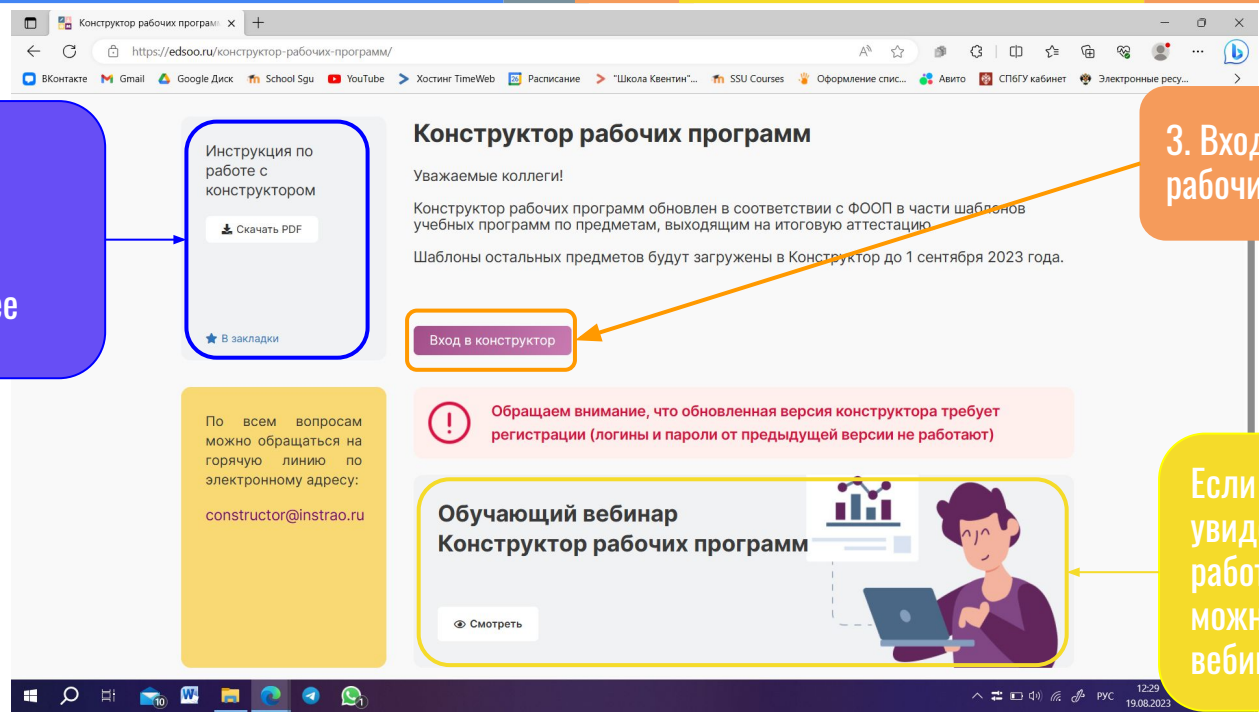 Конструктор рабочих програм
https://edsoo.ru/конструктор-рабочих-программ/
ВКонтакте Gmail Google Диск School Sgu YouTube Хостинг TimeWeb 26 Расписание "Школа Квентин"... SSU Courses Оформление спис... Авито СПбГУ кабинет Электронные ресу...
Инструкция по
работе с
конструктором
Скачать PDF
В закладки
ее
Конструктор рабочих программ
Уважаемые коллеги!
Конструктор рабочих программ обновлен в соответствии с ФООП в части шаблонов
учебных программ по предметам, выходящим на итоговую аттестацию.
Шаблоны остальных предметов будут загружены в Конструктор до 1 сентября 2023 года.
Вход в конструктор
3. Вход
рабочи
По всем вопросам
можно обращаться на
горячую линию по
электронному адресу:
constructor@instrao.ru
Обращаем внимание, что обновленная версия конструктора требует
регистрации (логины и пароли от предыдущей версии не работают)
Обучающий вебинар
Конструктор рабочих программ
Смотреть
Если
увид
работ
можн
веби
10
1
РУС
12:29
19.08.2023